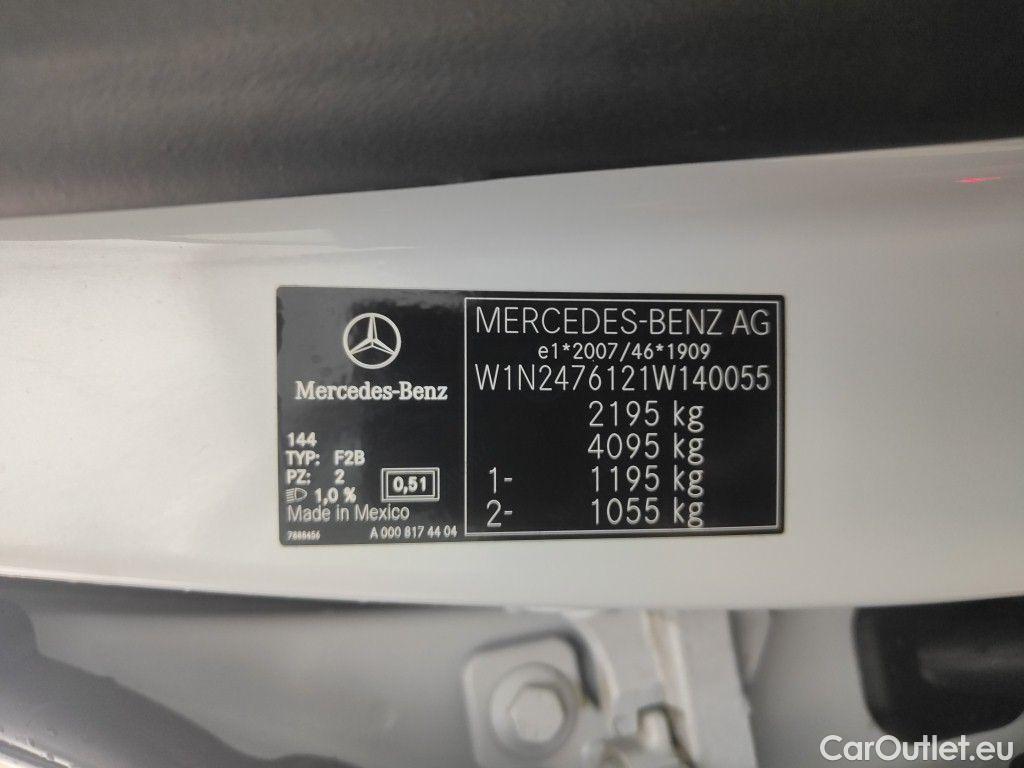 Mercedes-Benz
144
TYP: F2B
PZ: 2
1,0 %
0,51
Made in Mexico
7888456
A 000 817 44 04
MERCEDES-BENZ AG
e1*2007/46*1909
W1N2476121W140055
2195 kg
4095 kg
1- 1195 kg
2- 1055 kg
CarOutlet.eu